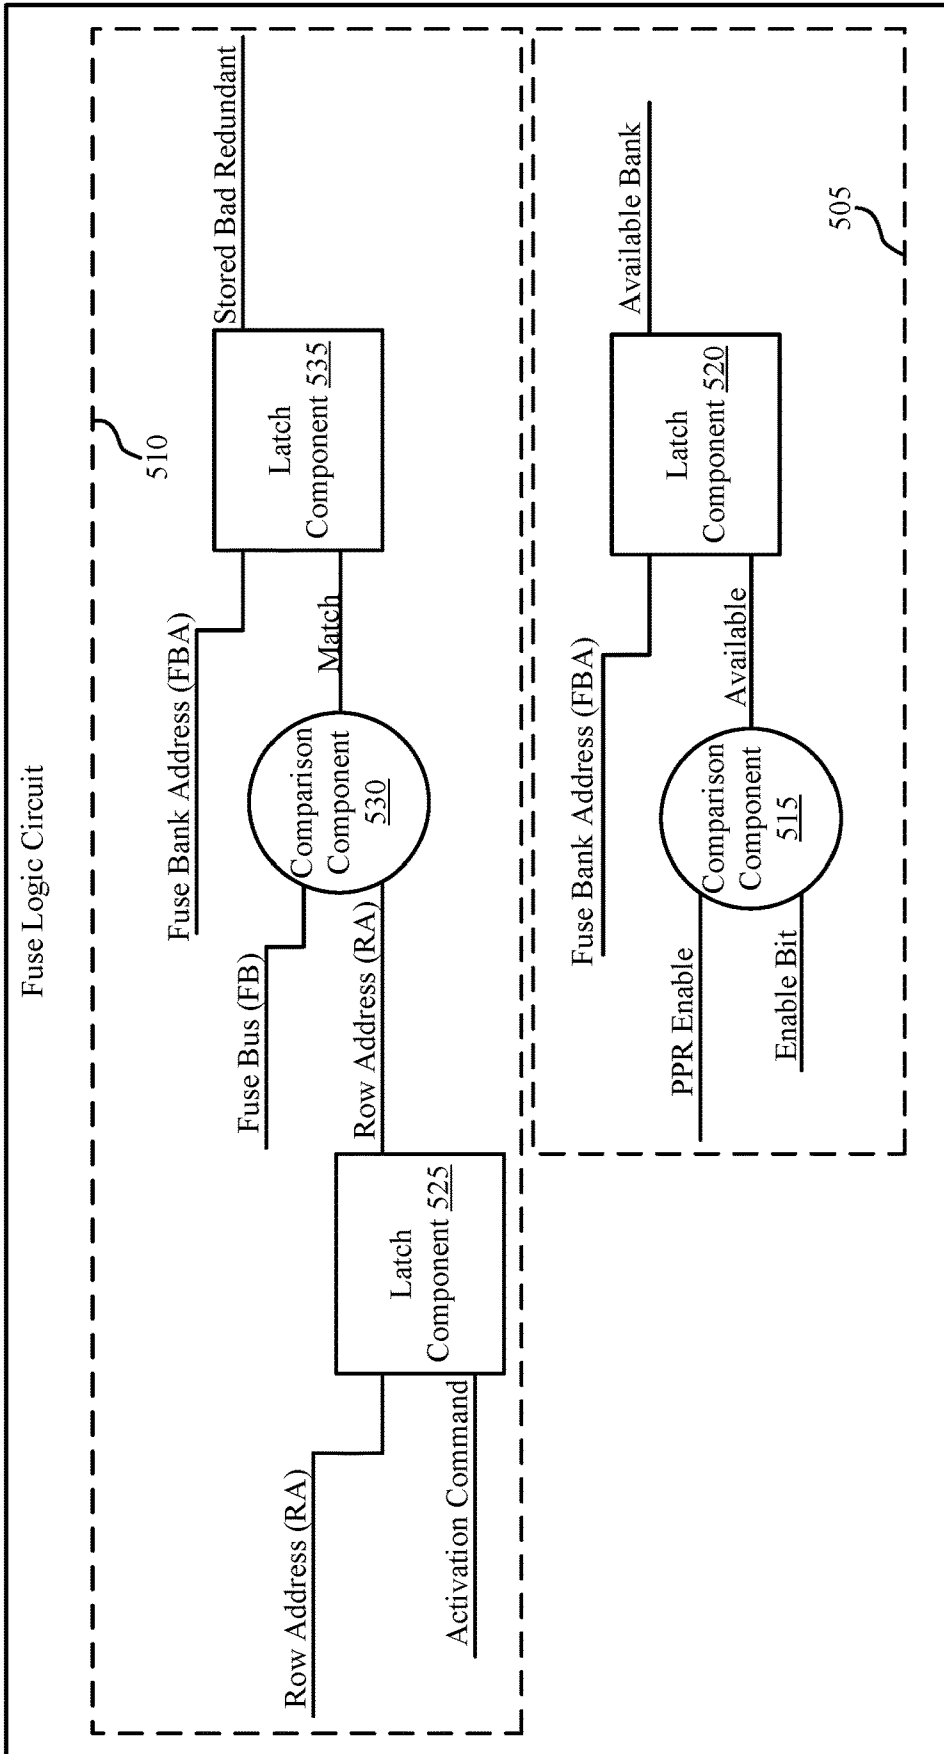 Fuse Logic Circuit
510
Row Address (RA)
Activation Command
Latch
Component 525
Fuse Bus (FB)
Row Address (RA)
Comparison
Component
530
Fuse Bank Address (FBA)
Match
Latch
Component 535
Stored Bad Redundant
PPR Enable
Enable Bit
Comparison
Component
515
Fuse Bank Address (FBA)
Available
Latch
Component 520
Available Bank
505